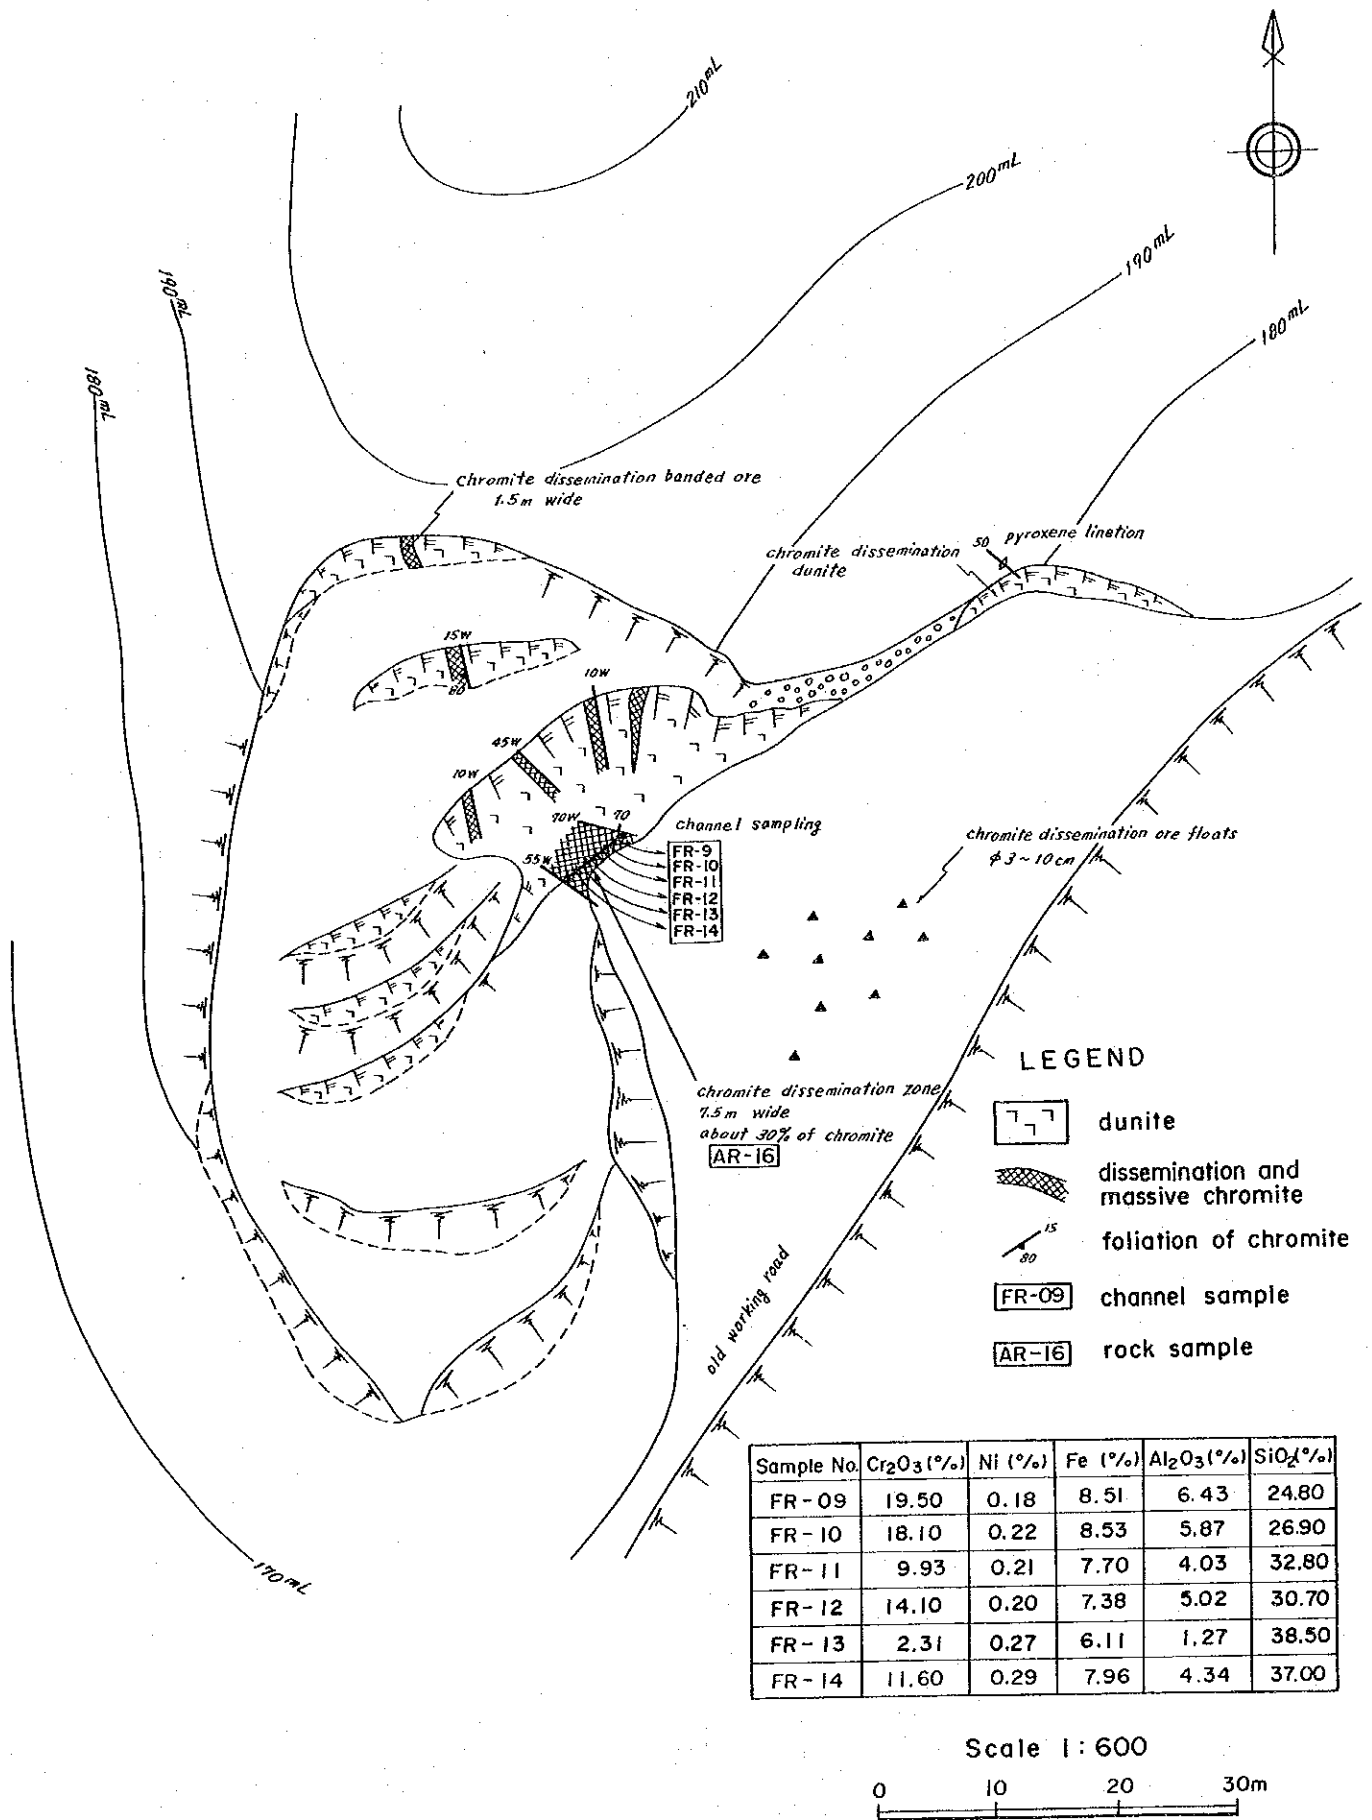 210mL
200mL
190mL
180mL
190mL
180mL
chromite dissemination banded ore
1.5m wide
50 pyroxene lination
chromite dissemination
dunite
15W
80
10W
45W
10W
70W
70
55W
channel sampling
FR-9
FR-10
FR-11
FR-12
FR-13
FR-14
chromite dissemination ore floats
φ 3~10cm
chromite dissemination zone
7.5m wide
about 30% of chromite
AR-16
old working road
170mL
LEGEND
dunite
dissemination and
massive chromite
15
80
foliation of chromite
FR-09 channel sample
AR-16 rock sample
Sample No. Cr₂O₃(%) Ni (%) Fe (%) Al₂O₃(%) SiO₂(%)
FR-09 19.50 0.18 8.51 6.43 24.80
FR-10 18.10 0.22 8.53 5.87 26.90
FR-11 9.93 0.21 7.70 4.03 32.80
FR-12 14.10 0.20 7.38 5.02 30.70
FR-13 2.31 0.27 6.11 1.27 38.50
FR-14 11.60 0.29 7.96 4.34 37.00
Scale 1:600
0 10 20 30m